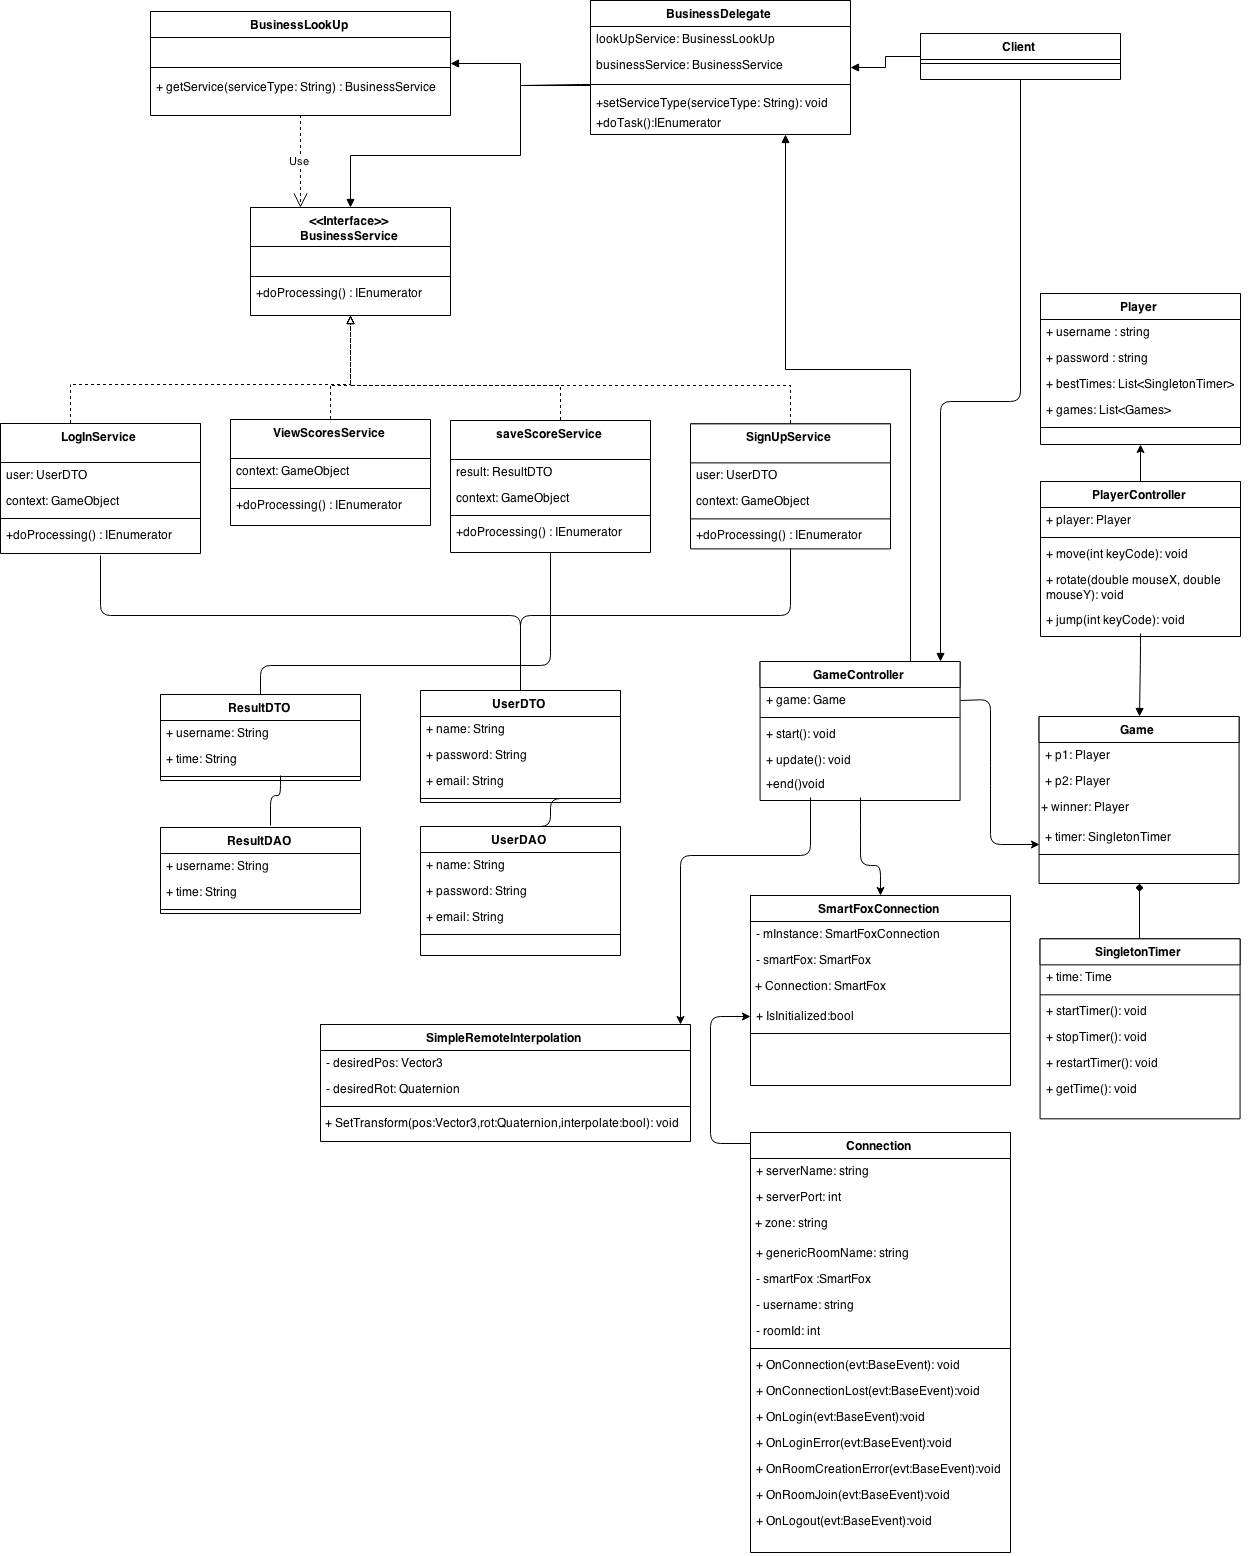 BusinessLookUp
+ getService(serviceType: String) : BusinessService
BusinessDelegate
lookUpService: BusinessLookUp
businessService: BusinessService
+setServiceType(serviceType: String): void
+doTask():IEnumerator
Client
Use
<<Interface>>
BusinessService
+doProcessing() : IEnumerator
LogInService
user: UserDTO
context: GameObject
+doProcessing() : IEnumerator
ViewScoresService
context: GameObject
+doProcessing() : IEnumerator
saveScoreService
result: ResultDTO
context: GameObject
+doProcessing() : IEnumerator
SignUpService
user: UserDTO
context: GameObject
+doProcessing() : IEnumerator
Player
+ username : string
+ password : string
+ bestTimes: List<SingletonTimer>
+ games: List<Games>
PlayerController
+ player: Player
+ move(int keyCode): void
+ rotate(double mouseX, double
mouseY): void
+ jump(int keyCode): void
ResultDTO
+ username: String
+ time: String
UserDTO
+ name: String
+ password: String
+ email: String
GameController
+ game: Game
+ start(): void
+ update(): void
+end()void
Game
+ p1: Player
+ p2: Player
+ winner: Player
+ timer: SingletonTimer
ResultDAO
+ username: String
+ time: String
UserDAO
+ name: String
+ password: String
+ email: String
SmartFoxConnection
- mInstance: SmartFoxConnection
- smartFox: SmartFox
+ Connection: SmartFox
+ IsInitialized:bool
SingletonTimer
+ time: Time
+ startTimer(): void
+ stopTimer(): void
+ restartTimer(): void
+ getTime(): void
SimpleRemoteInterpolation
- desiredPos: Vector3
- desiredRot: Quaternion
+ SetTransform(pos:Vector3,rot:Quaternion,interpolate:bool): void
Connection
+ serverName: string
+ serverPort: int
+ zone: string
+ genericRoomName: string
- smartFox :SmartFox
- username: string
- roomId: int
+ OnConnection(evt:BaseEvent): void
+ OnConnectionLost(evt:BaseEvent):void
+ OnLogin(evt:BaseEvent):void
+ OnLoginError(evt:BaseEvent):void
+ OnRoomCreationError(evt:BaseEvent):void
+ OnRoomJoin(evt:BaseEvent):void
+ OnLogout(evt:BaseEvent):void